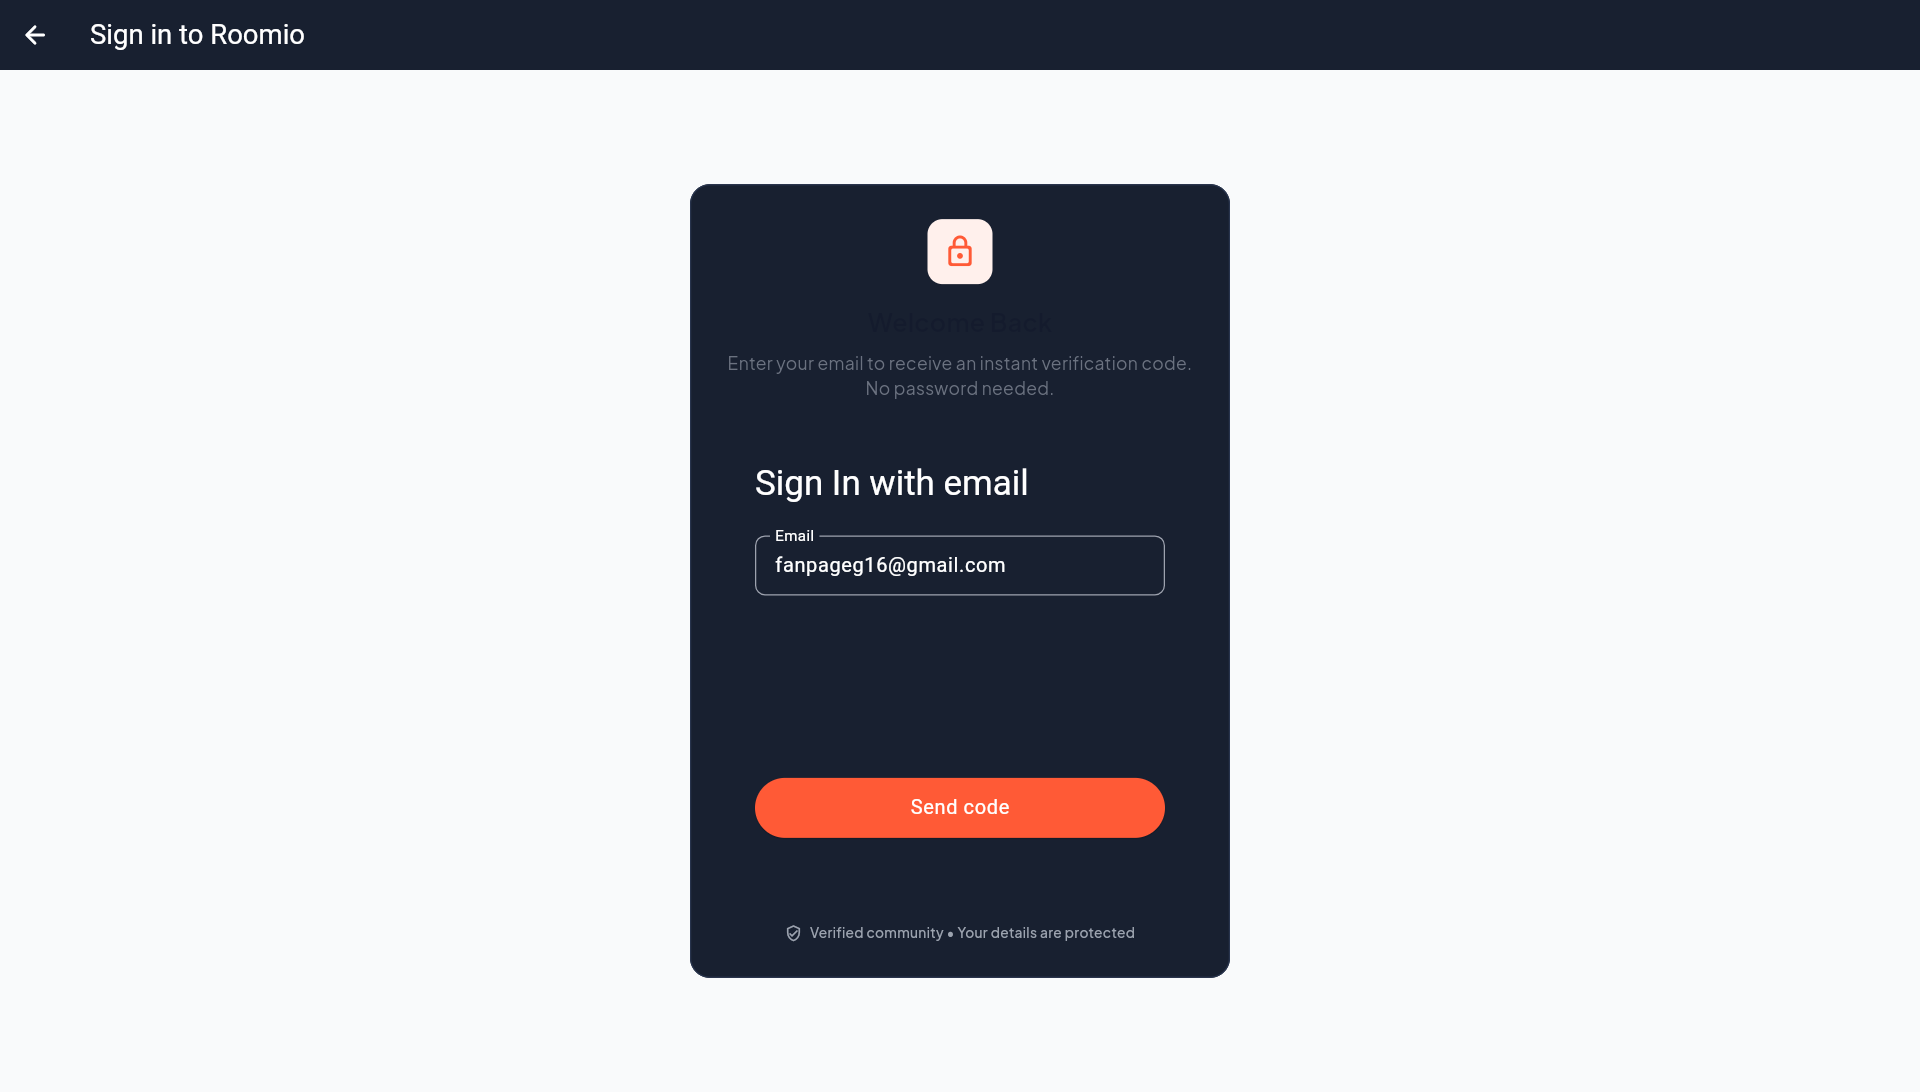 Sign in to Roomio
Welcome Back
Enter your email to receive an instant verification code.
No password needed.
Sign In with email
Email
fanpageg16@gmail.com
Send code
Verified community • Your details are protected